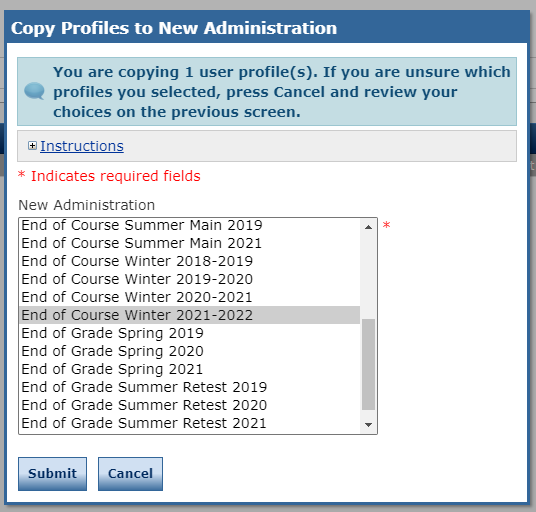 Copy Profiles to New Administration
You are copying 1 user profile(s). If you are unsure which
profiles you selected, press Cancel and review your
choices on the previous screen.
Instructions
* Indicates required fields
New Administration
End of Course Summer Main 2019 *
End of Course Summer Main 2021
End of Course Winter 2018-2019
End of Course Winter 2019-2020
End of Course Winter 2020-2021
End of Course Winter 2021-2022
End of Grade Spring 2019
End of Grade Spring 2020
End of Grade Spring 2021
End of Grade Summer Retest 2019
End of Grade Summer Retest 2020
End of Grade Summer Retest 2021
Submit Cancel